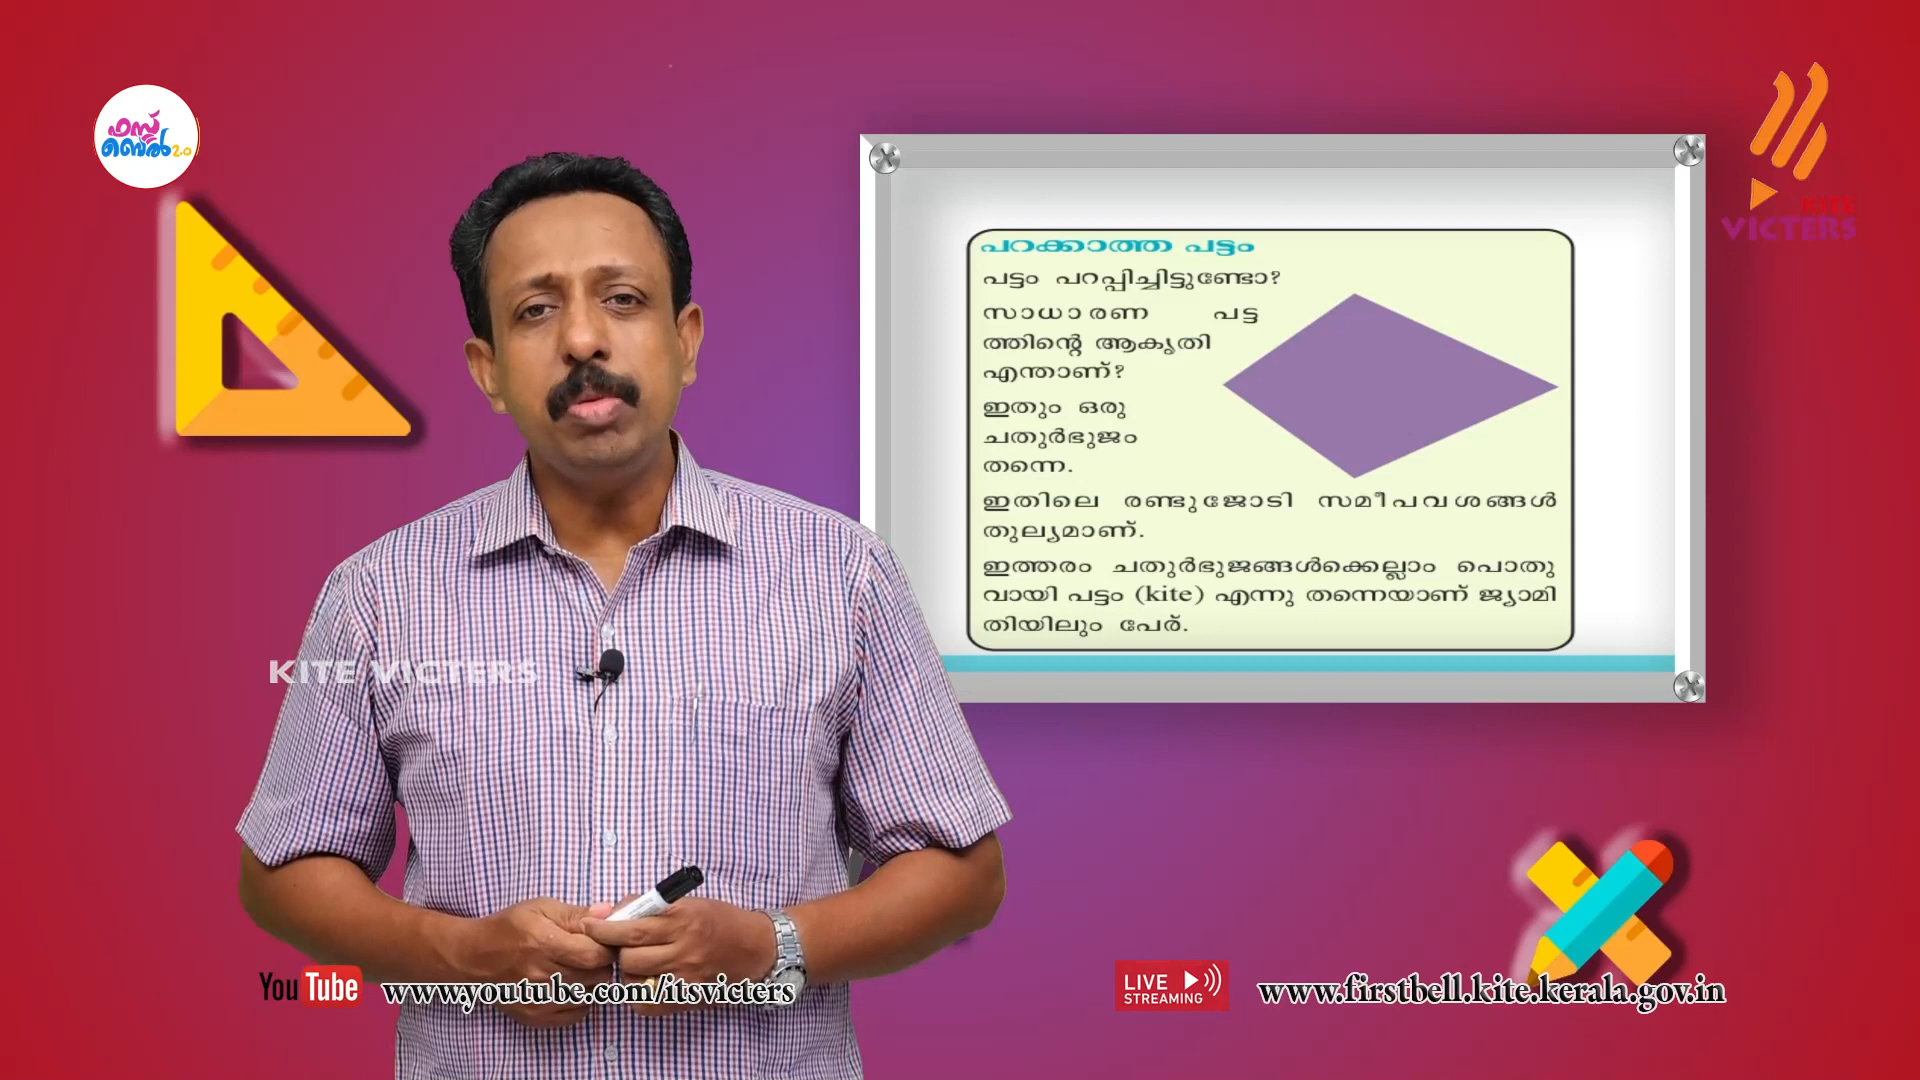 ഫസ്റ്റ്
ബെൽ 2.0
KITE
VICTERS
പറക്കാത്ത പട്ടം
പട്ടം പറപ്പിച്ചിട്ടുണ്ടോ?
സാധാരണ പട്ട
ത്തിന്റെ ആകൃതി
എന്താണ്?
ഇതും ഒരു
ചതുർഭുജം
തന്നെ.
ഇതിലെ രണ്ടുജോടി സമീപവശങ്ങൾ
തുല്യമാണ്.
ഇത്തരം ചതുർഭുജങ്ങൾക്കെല്ലാം പൊതു
വായി പട്ടം (kite) എന്നു തന്നെയാണ് ജ്യാമി
തിയിലും പേര്.
KITE VICTERS
YouTube www.youtube.com/itsvicters
LIVE
STREAMING
www.firstbell.kite.kerala.gov.in